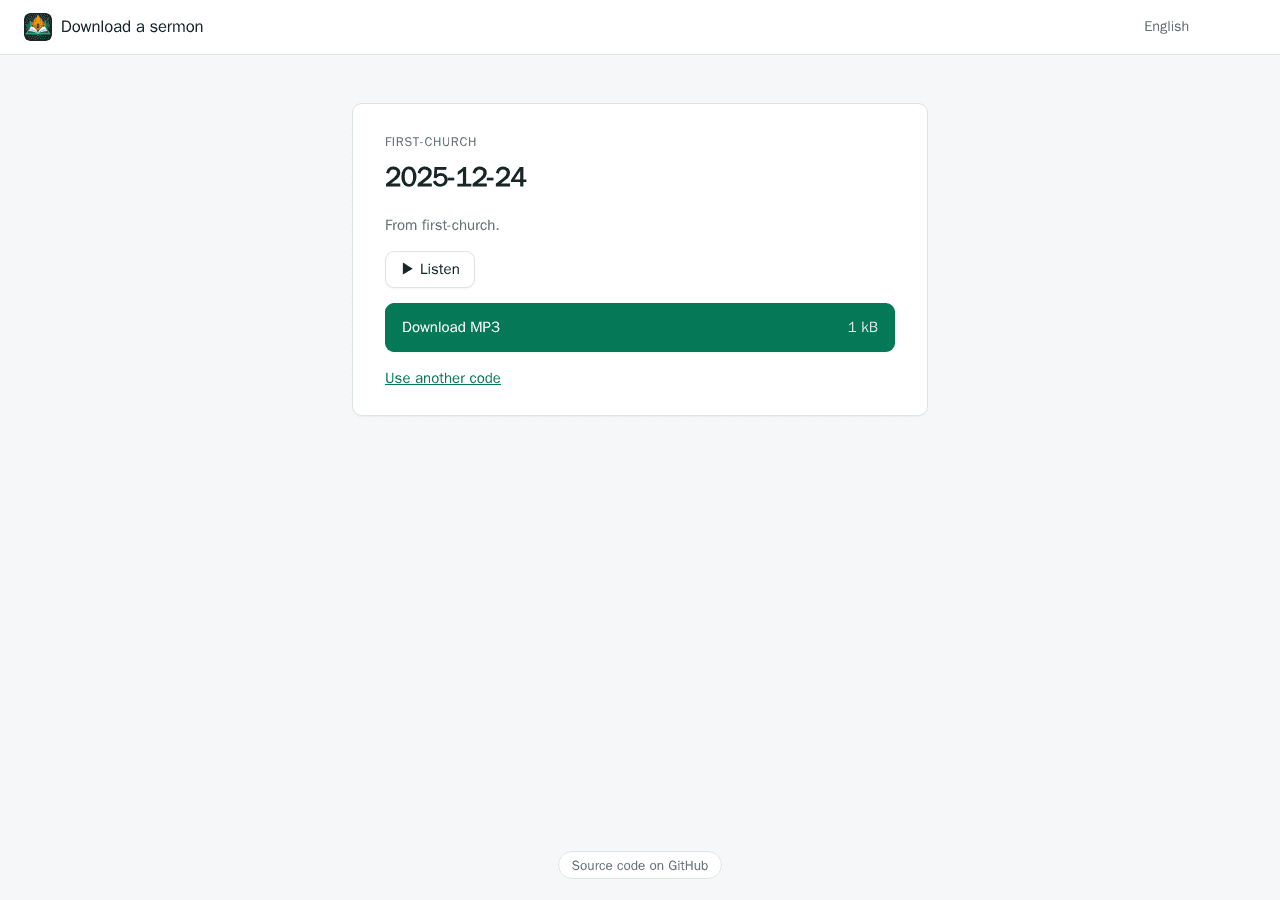 Download a sermon
English
FIRST-CHURCH
2025-12-24
From first-church.
Listen
Download MP3 1 kB
Use another code
Source code on GitHub